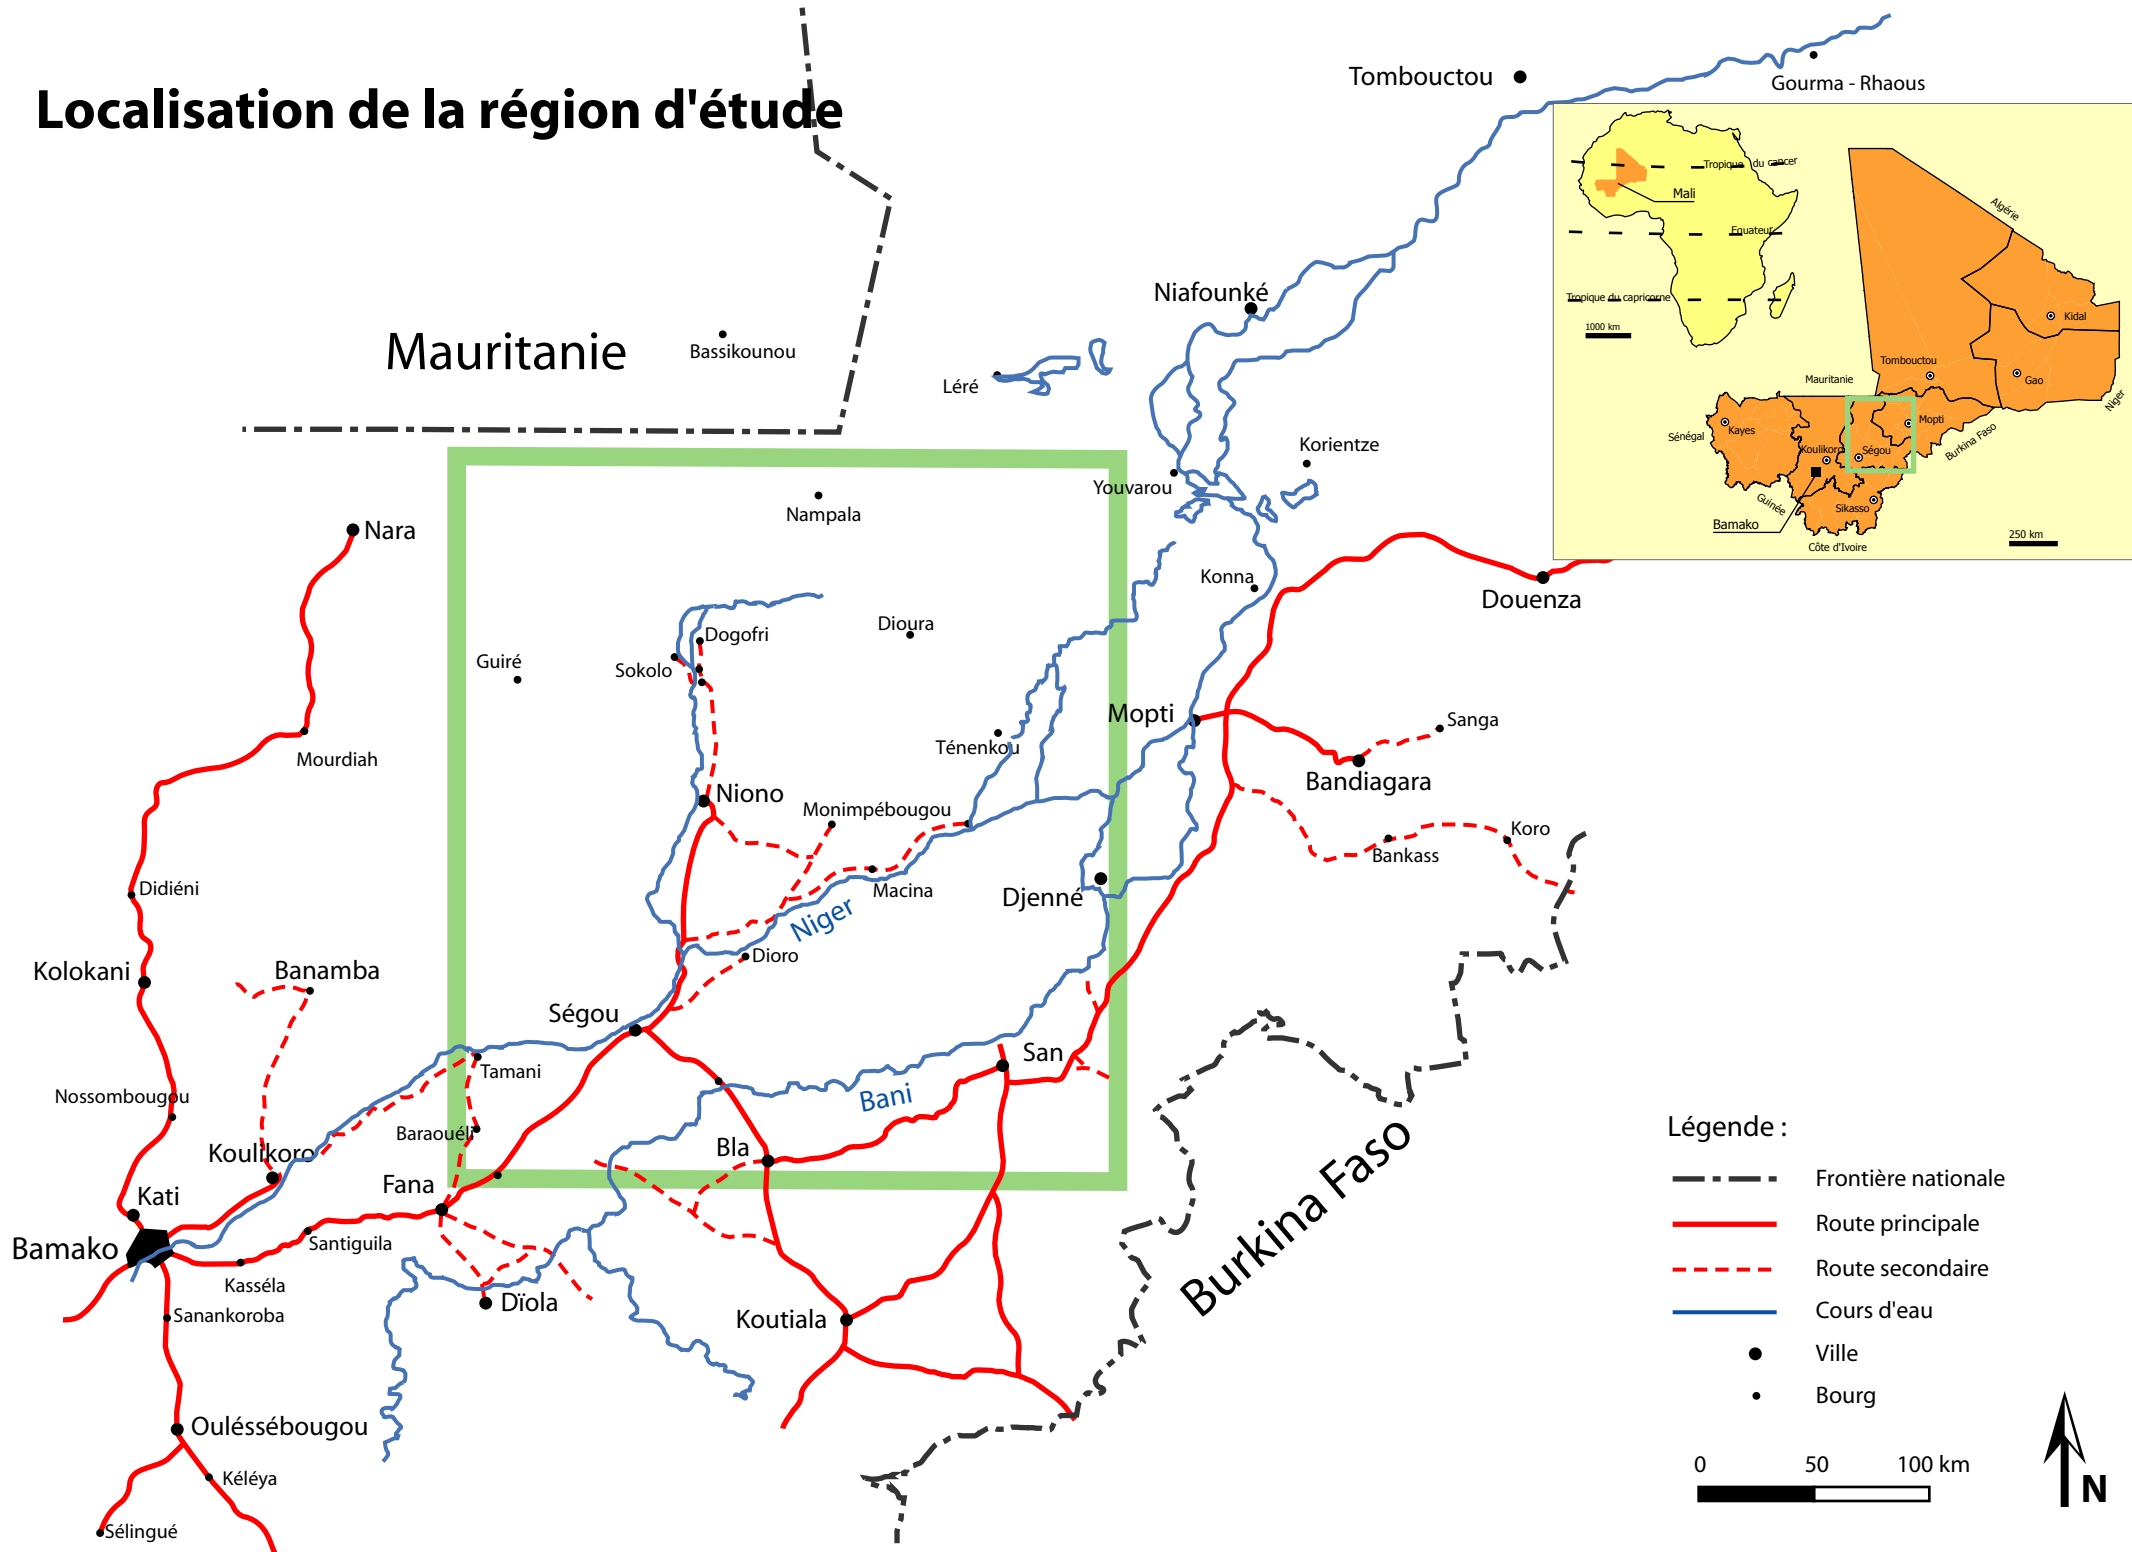 Localisation de la région d'étude
Tombouctou
Gourma - Rhaous
Tropique du cancer
Mali
Equateur
Tropique du capricorne
1000 km
Algérie
Kidal
Tombouctou
Gao
Mauritanie
Niger
Mopti
Kayes
Sénégal
Koulikoro
Ségou
Burkina Faso
Guinée
Sikasso
Bamako
Côte d'Ivoire
250 km
Niafounké
Mauritanie
Bassikounou
Léré
Korientze
Youvarou
Nampala
Nara
Konna
Douenza
Dogofri
Dioura
Guiré
Sokolo
Mopti
Sanga
Ténenkou
Mourdiah
Bandiagara
Niono
Monimpébougou
Koro
Bankass
Didiéni
Macina
Djenné
Niger
Dioro
Kolokani
Banamba
Ségou
San
Tamani
Bani
Nossombougou
Baraouéli
Bla
Koulikoro
Fana
Kati
Bamako
Santiguila
Kasséla
Sanankoroba
Dïola
Koutiala
Burkina Faso
Ouléssébougou
Kéléya
Sélingué
Légende :
Frontière nationale
Route principale
Route secondaire
Cours d'eau
Ville
Bourg
0 50 100 km
N